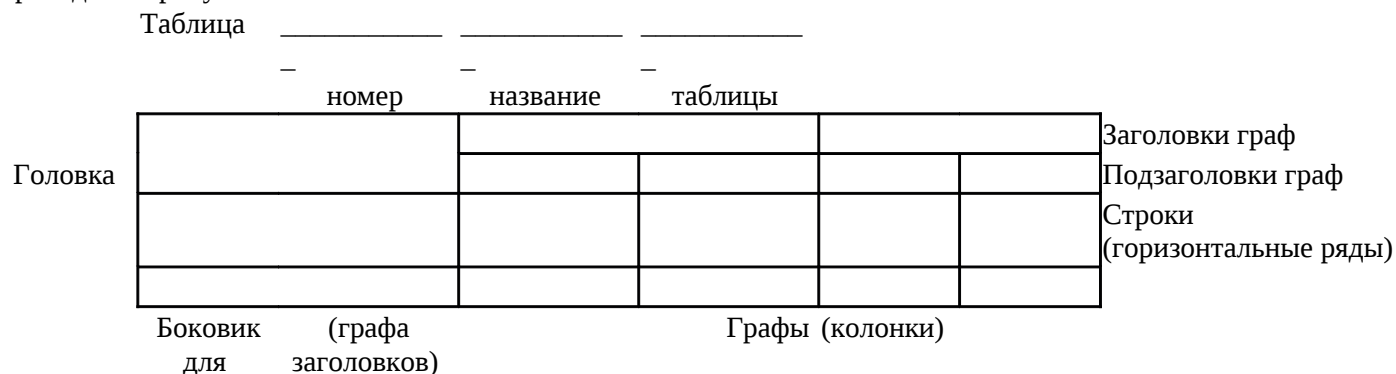 Таблица ___________ ___________ ___________
_ _ _
номер название таблицы
Заголовки граф
Головка Подзаголовки граф
Строки
(горизонтальные ряды)
Боковик (графа Графы (колонки)
для заголовков)